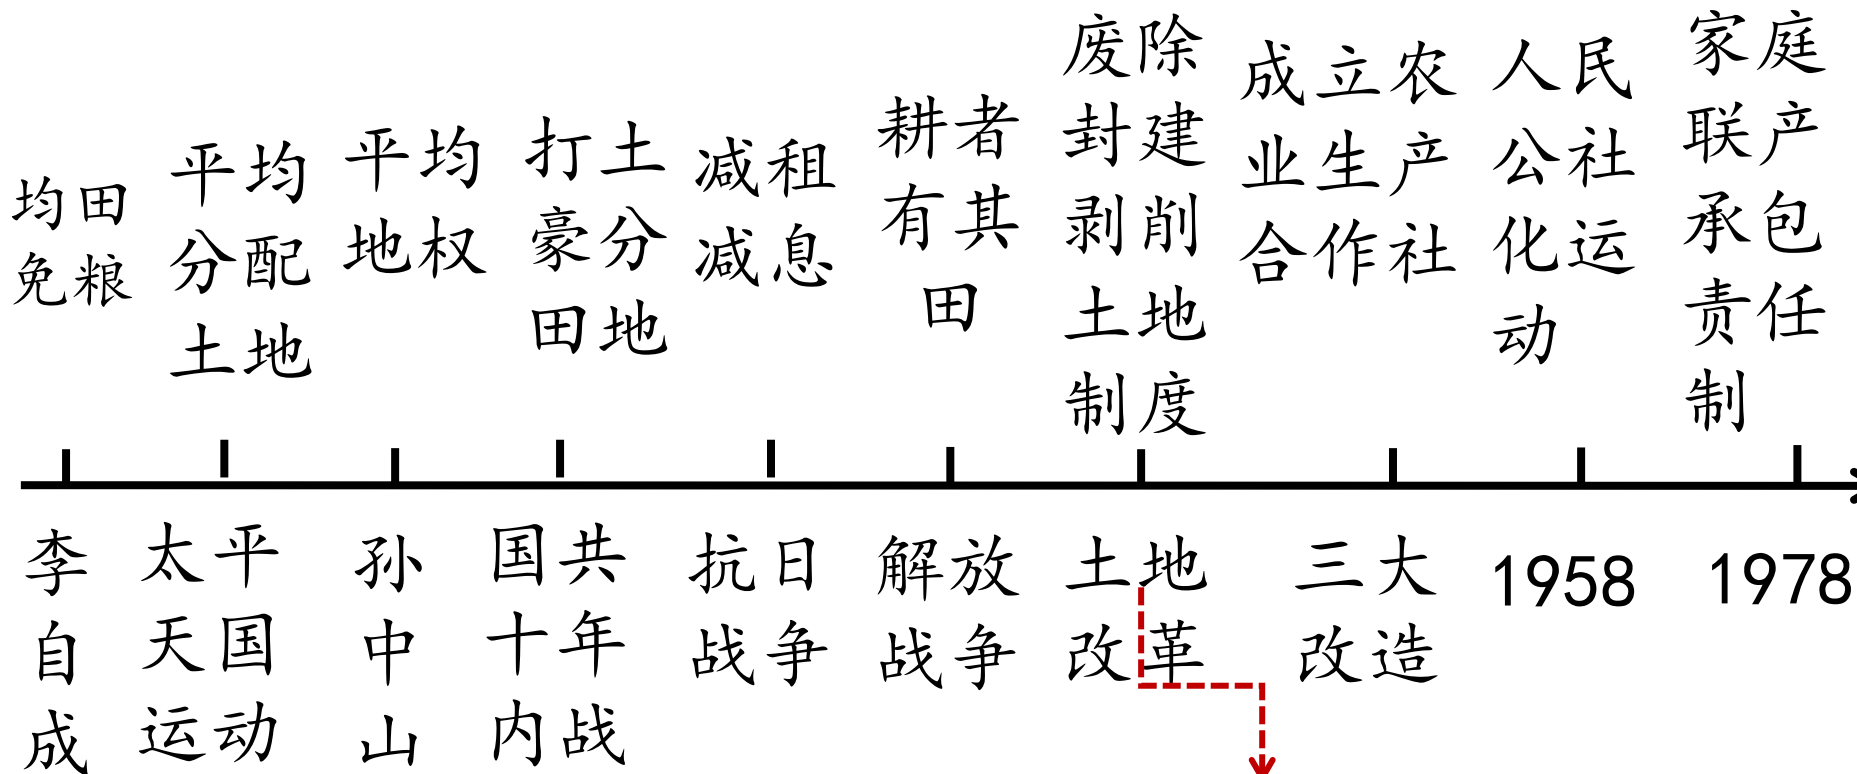 均田
免粮
平均
分配
土地
平均
地权
打土
豪分
田地
减租
减息
耕者
有其
田
废除
封建
剥削
土地
制度
成立农
业生产
合作社
人民
公社
化运
动
家庭
联产
承包
责任
制
李
自
成
太平
天国
运动
孙
中
山
国共
十年
内战
抗日
战争
解放
战争
土地
改革
三大
改造
1958
1978